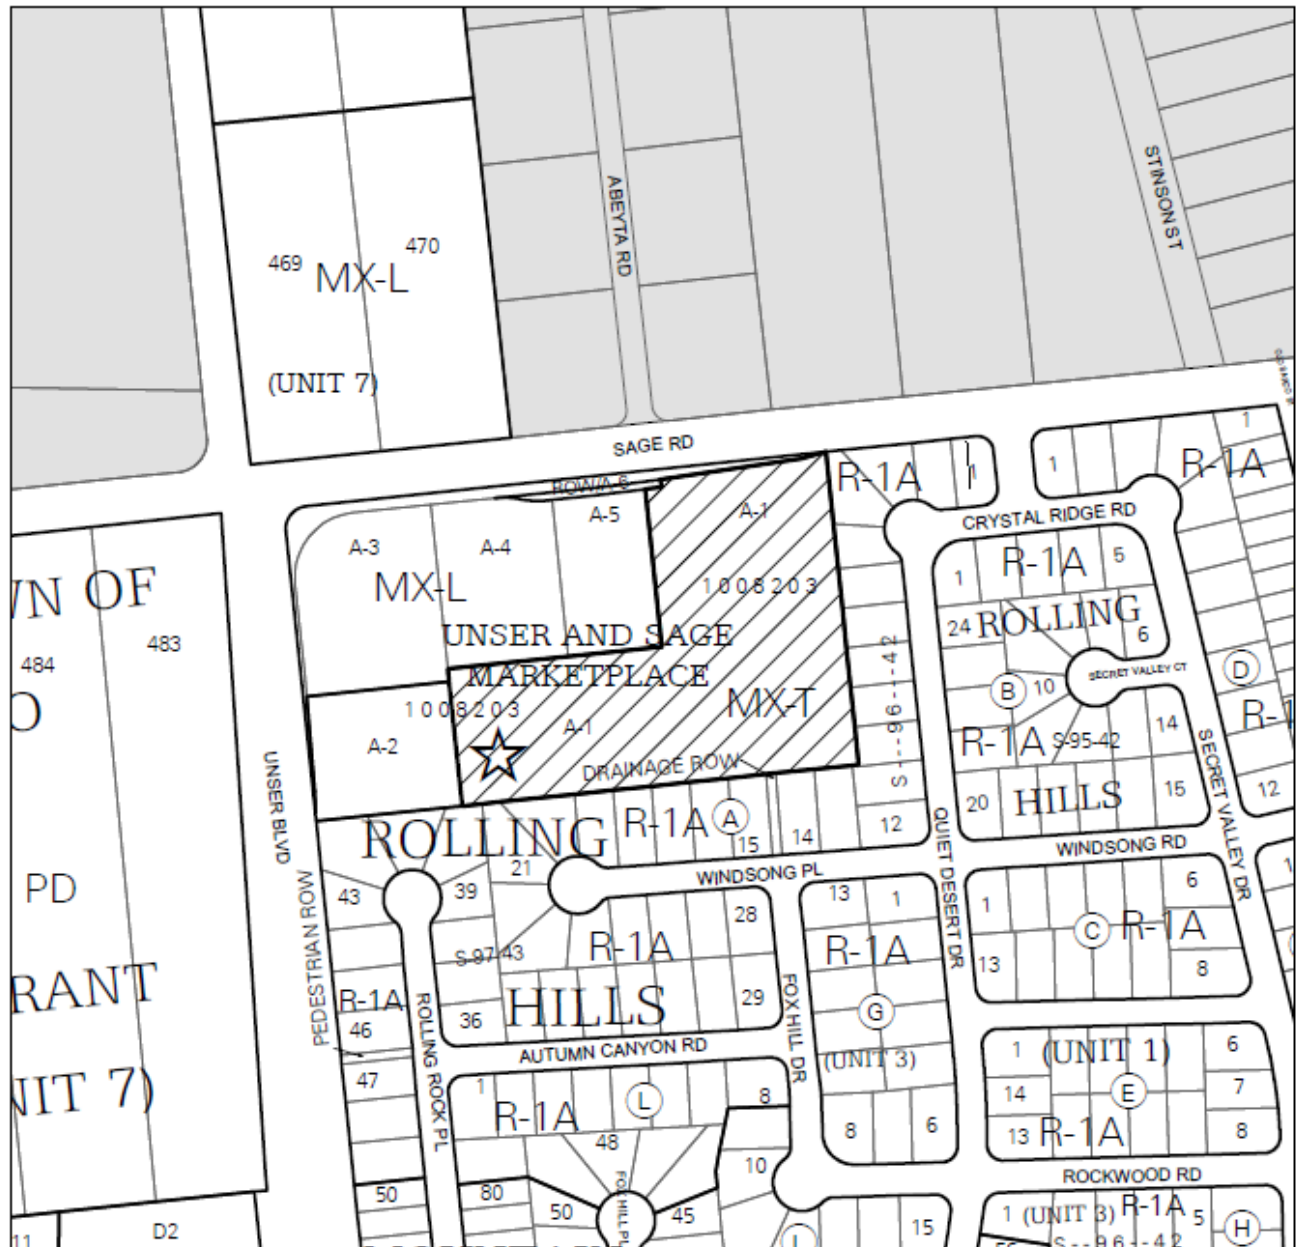 STINSON ST
ABEYTA RD
469
470
MX-L
(UNIT 7)
SAGE RD
ROW/A-6
A-5
A-1
A-3
A-4
MX-L
1008203
R-1A
1
1
1
R-1A
CRYSTAL RIDGE RD
R-1A
5
1
24
ROLLING
6
SECRET VALLEY CT
B
10
D
R-1A
S-95-42
14
R-1
SECRET VALLEY DR
20
HILLS
15
12
WN OF
484
483
O
UNSER AND SAGE
MARKETPLACE
1008203
MX-T
A-2
A-1
DRAINAGE ROW
S---96---42
UNSER BLVD
ROLLING
R-1A
A
15
14
12
QUIET DESERT DR
WINDSONG RD
WINDSONG PL
PD
PEDESTRIAN ROW
43
39
21
28
13
1
1
6
C
R-1A
S-97-43
R-1A
R-1A
13
8
RANT
R-1A
46
ROLLING ROCK PL
36
HILLS
29
FOX HILL DR
G
(UNIT 3)
AUTUMN CANYON RD
1
(UNIT 1)
6
NIT 7)
47
1
R-1A
L
8
14
E
7
13
R-1A
8
48
8
6
10
ROCKWOOD RD
50
80
50
FOX HILL PL
45
15
1
(UNIT 3)
R-1A
5
H
S--96--42
11
D2